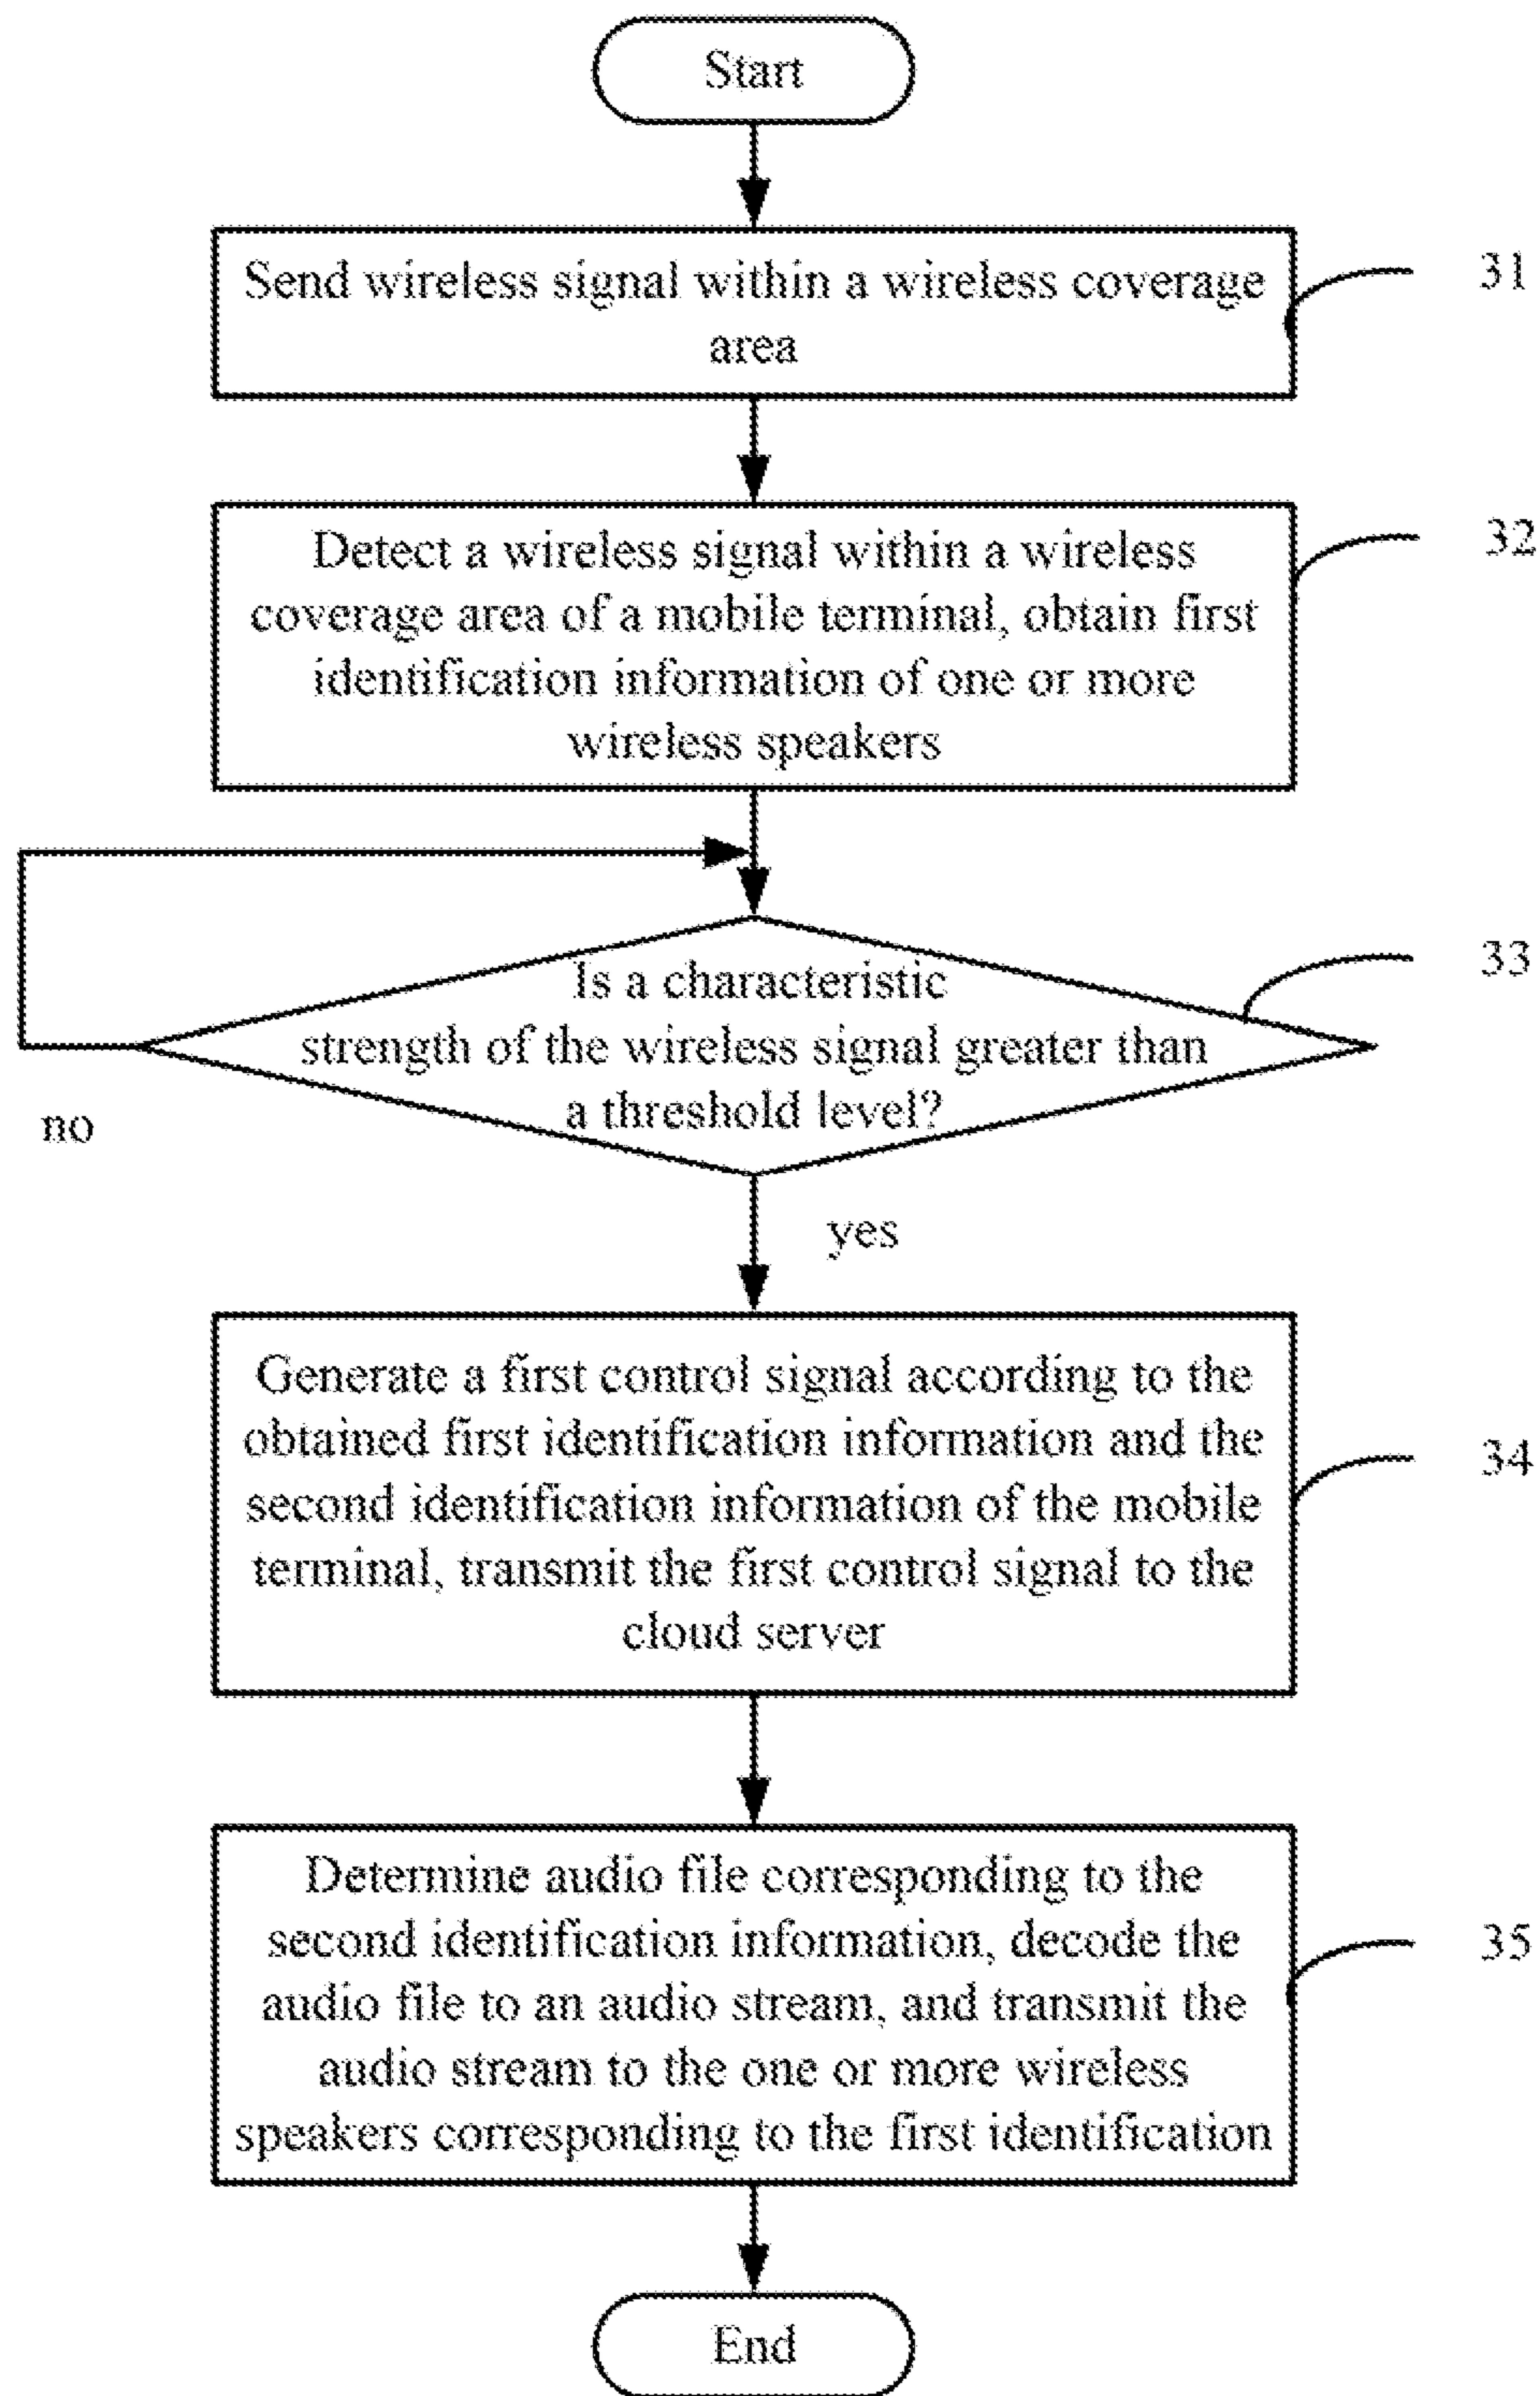 Start
Send wireless signal within a wireless coverage
area
31
Detect a wireless signal within a wireless
coverage area of a mobile terminal, obtain first
identification information of one or more
wireless speakers
32
Is a characteristic
strength of the wireless signal greater than
a threshold level?
33
no
yes
Generate a first control signal according to the
obtained first identification information and the
second identification information of the mobile
terminal, transmit the first control signal to the
cloud server
34
Determine audio file corresponding to the
second identification information, decode the
audio file to an audio stream, and transmit the
audio stream to the one or more wireless
speakers corresponding to the first identification
35
End